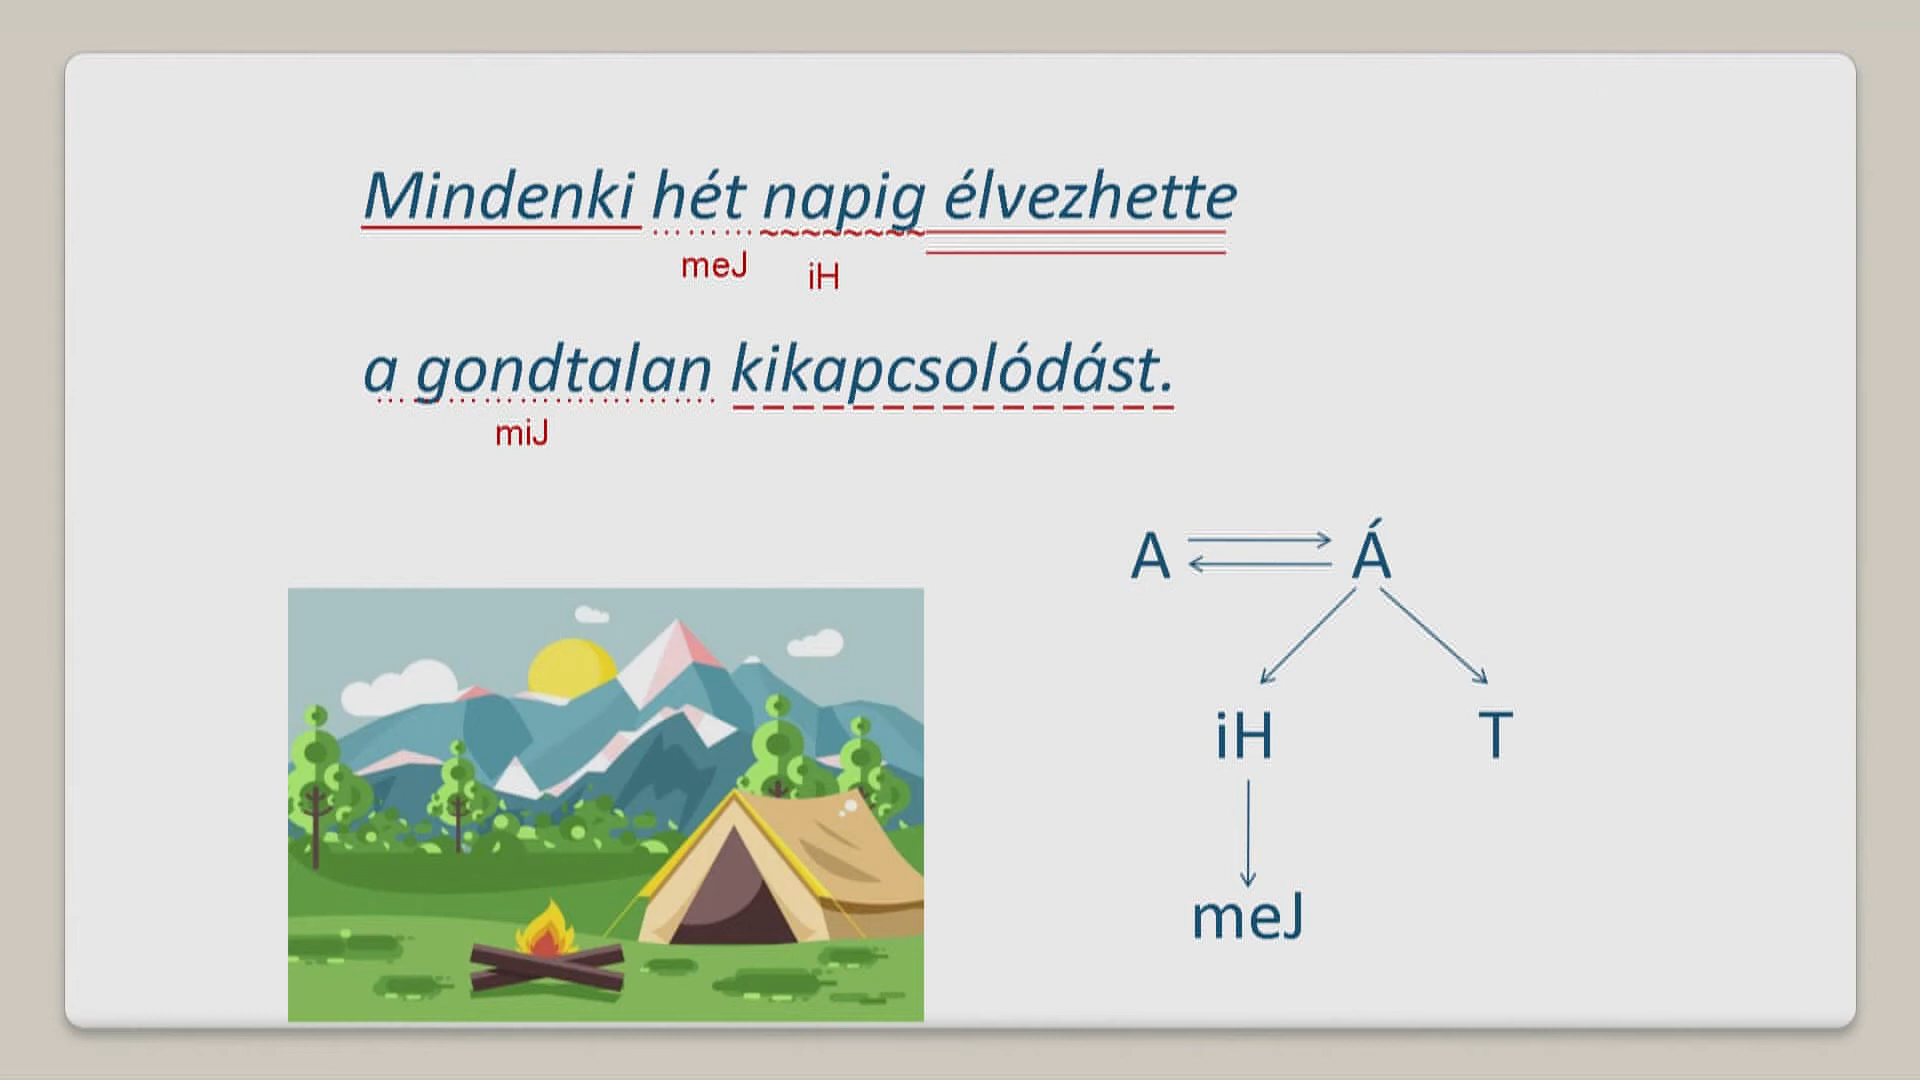 Mindenki hét napig élvezhette
meJ iH
a gondtalan kikapcsolódást.
miJ
A Á
iH T
meJ